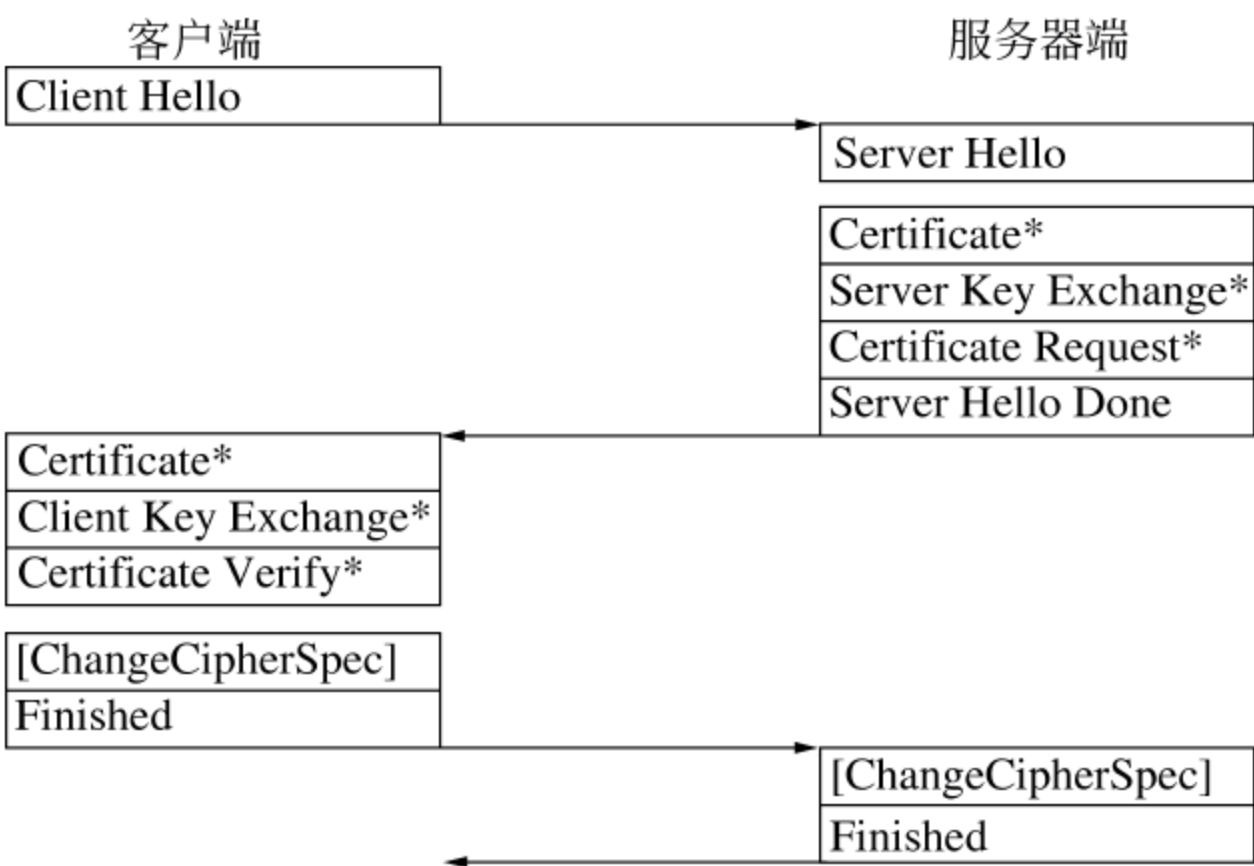 客户端
服务器端
Client Hello
Server Hello
Certificate*
Server Key Exchange*
Certificate Request*
Server Hello Done
Certificate*
Client Key Exchange*
Certificate Verify*
[ChangeCipherSpec]
Finished
[ChangeCipherSpec]
Finished